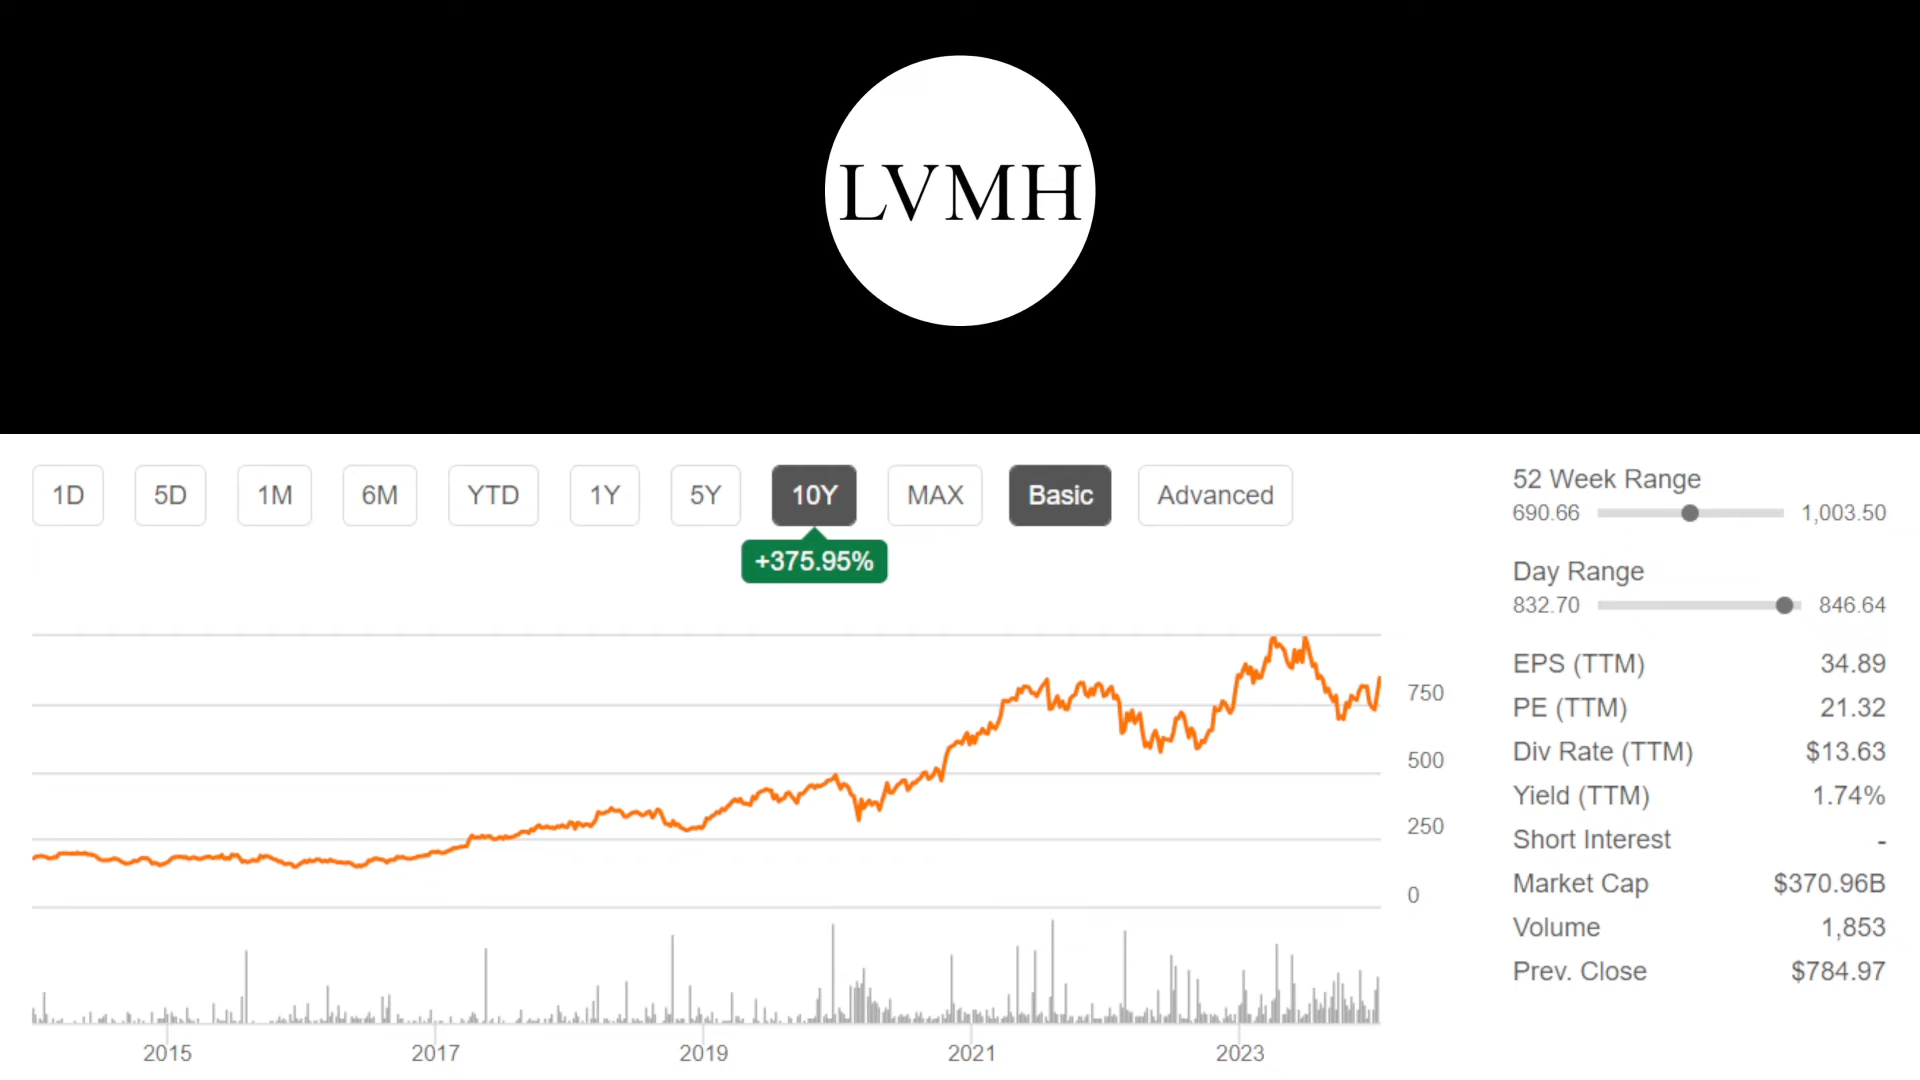 LVMH
1D 5D 1M 6M YTD 1Y 5Y 10Y MAX Basic Advanced
+375.95%
750
500
250
0
2015 2017 2019 2021 2023
52 Week Range
690.66 1,003.50
Day Range
832.70 846.64
EPS (TTM) 34.89
PE (TTM) 21.32
Div Rate (TTM) $13.63
Yield (TTM) 1.74%
Short Interest -
Market Cap $370.96B
Volume 1,853
Prev. Close $784.97